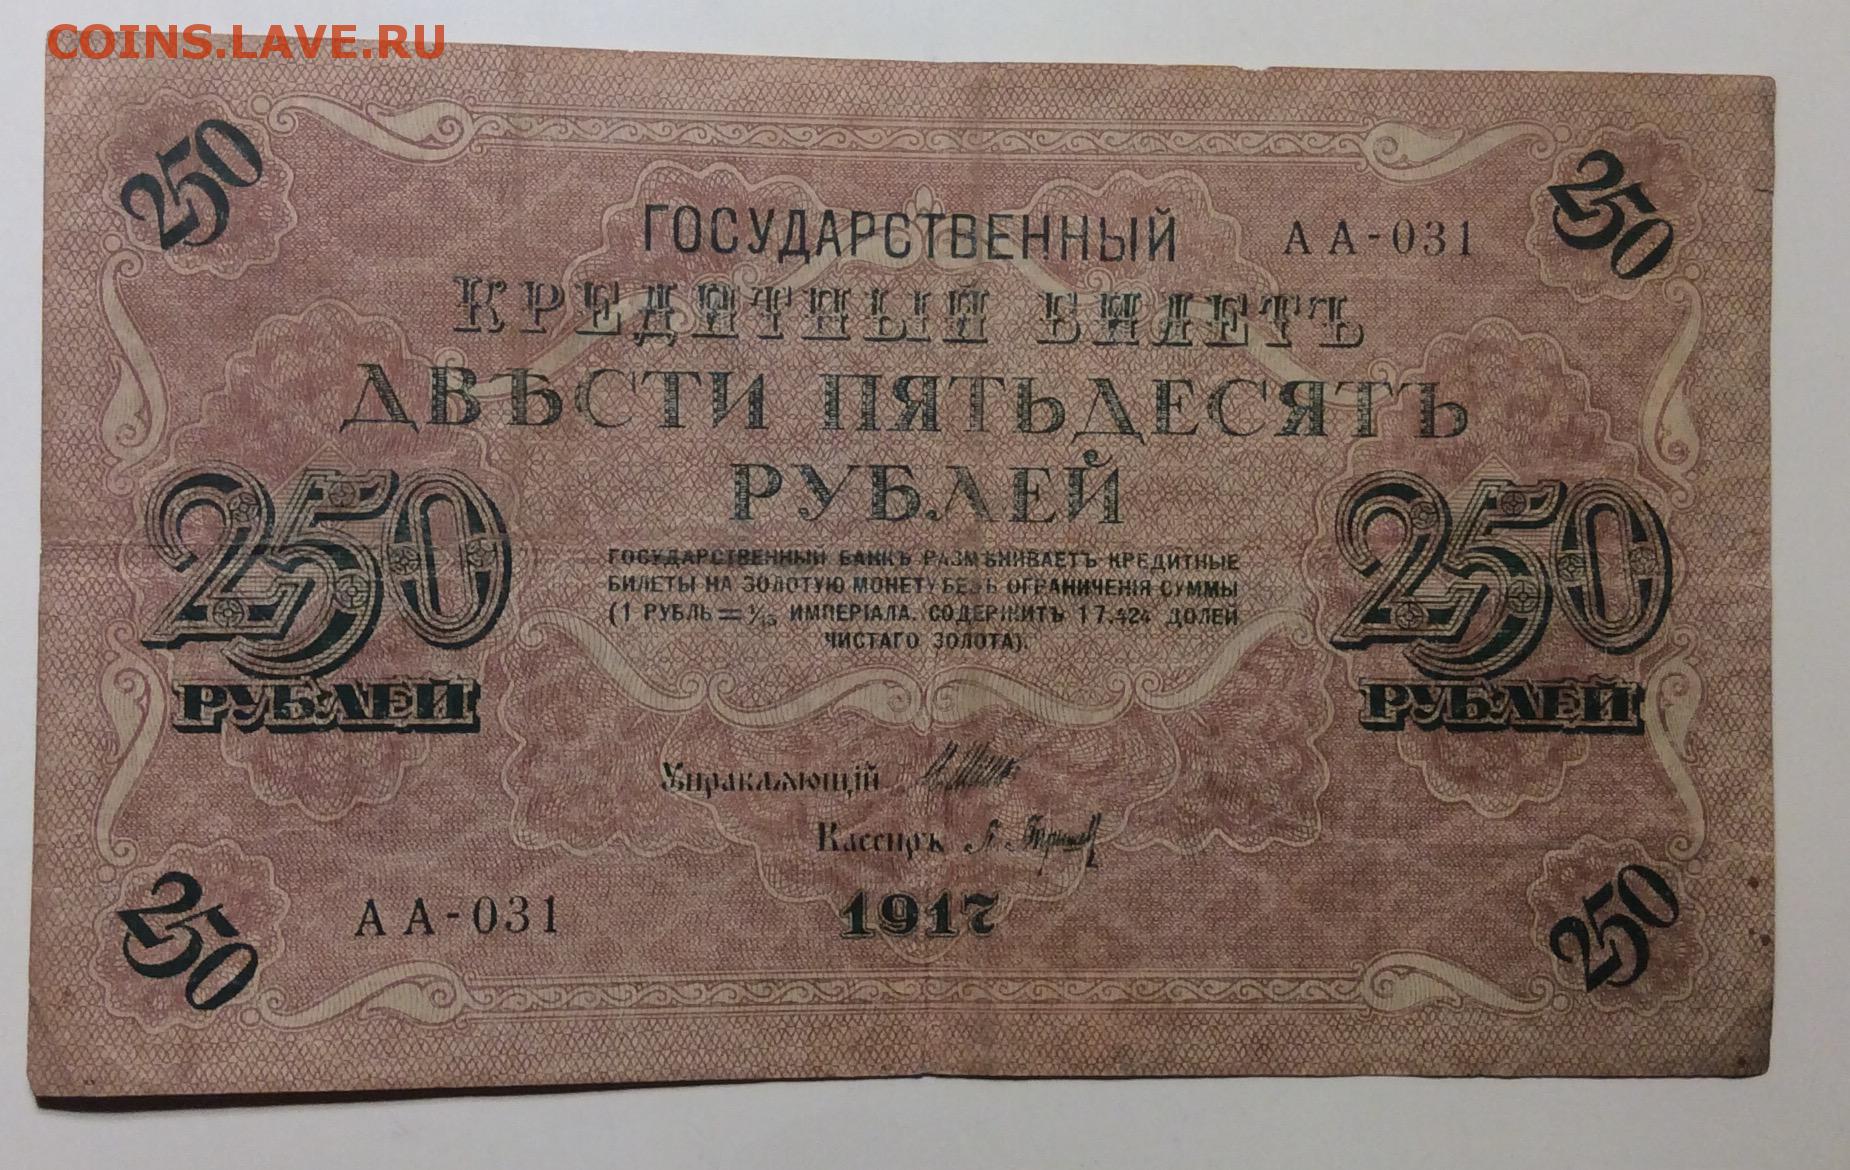 COINS.LAVE.RU
250
250
ГОСУДАРСТВЕННЫЙ АА-031
КРЕДИТНЫЙ БИЛЕТЪ
ДВѢСТИ ПЯТЬДЕСЯТЪ
РУБЛЕЙ
250
250
ГОСУДАРСТВЕННЫЙ БАНКЪ РАЗМѢНИВАЕТЪ КРЕДИТНЫЕ
БИЛЕТЫ НА ЗОЛОТУЮ МОНЕТУ БЕЗЪ ОГРАНИЧЕНІЯ СУММЫ
(1 РУБЛЬ = 1/15 ИМПЕРІАЛА. СОДЕРЖИТЪ 17.424 ДОЛЕЙ
ЧИСТАГО ЗОЛОТА).
РУБЛЕЙ
РУБЛЕЙ
Управляющій
Кассиръ
АА-031
1917
250
250